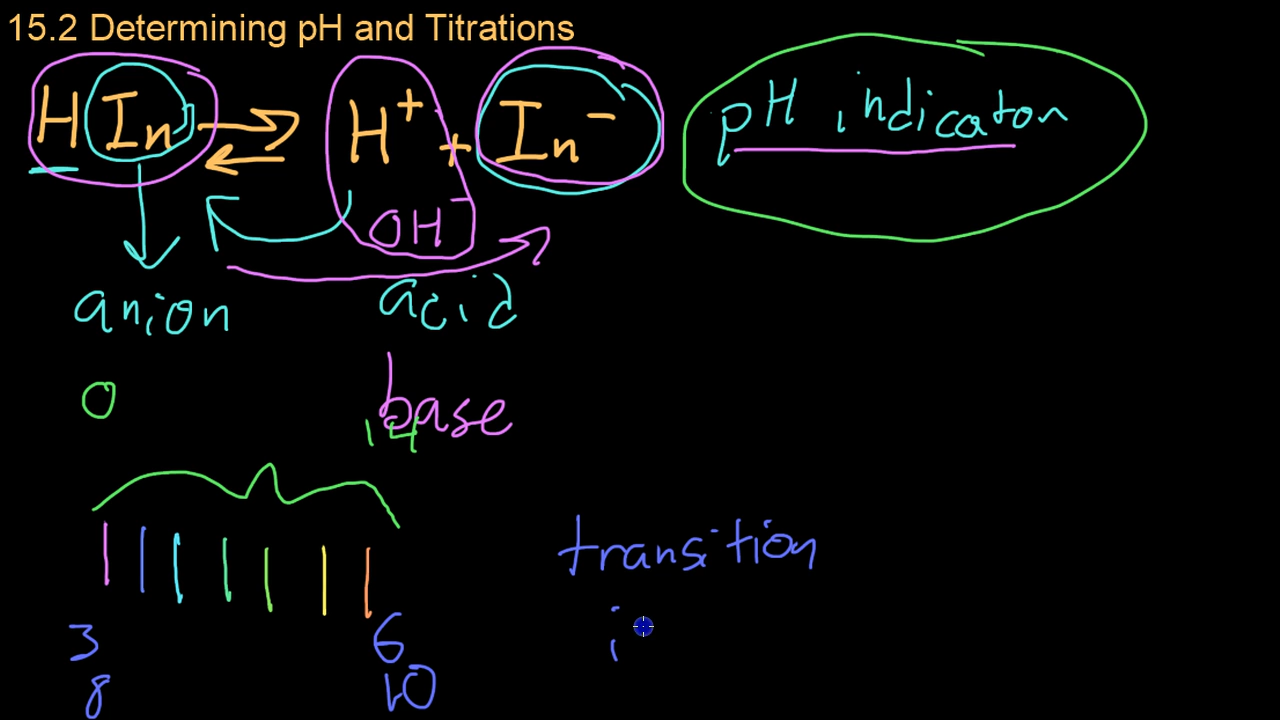 15.2 Determining pH and Titrations
HIn ⇌ H+ + In-
pH indicator
OH-
anion
acid
base
0
14
3
6
8
10
transition
i